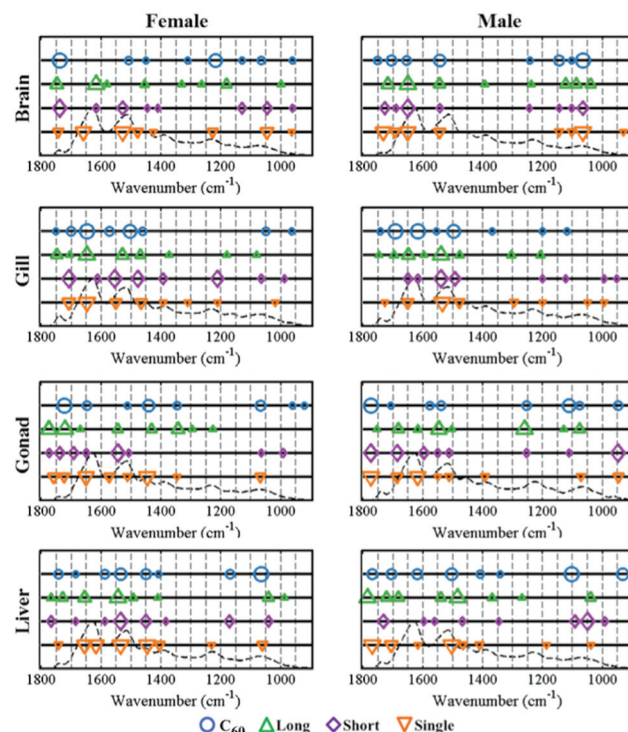 Female Male
Brain
1800 1600 1400 1200 1000 1800 1600 1400 1200 1000
Wavenumber (cm⁻¹) Wavenumber (cm⁻¹)
Gill
1800 1600 1400 1200 1000 1800 1600 1400 1200 1000
Wavenumber (cm⁻¹) Wavenumber (cm⁻¹)
Gonad
1800 1600 1400 1200 1000 1800 1600 1400 1200 1000
Wavenumber (cm⁻¹) Wavenumber (cm⁻¹)
Liver
1800 1600 1400 1200 1000 1800 1600 1400 1200 1000
Wavenumber (cm⁻¹) Wavenumber (cm⁻¹)
C₆₀ Long Short Single